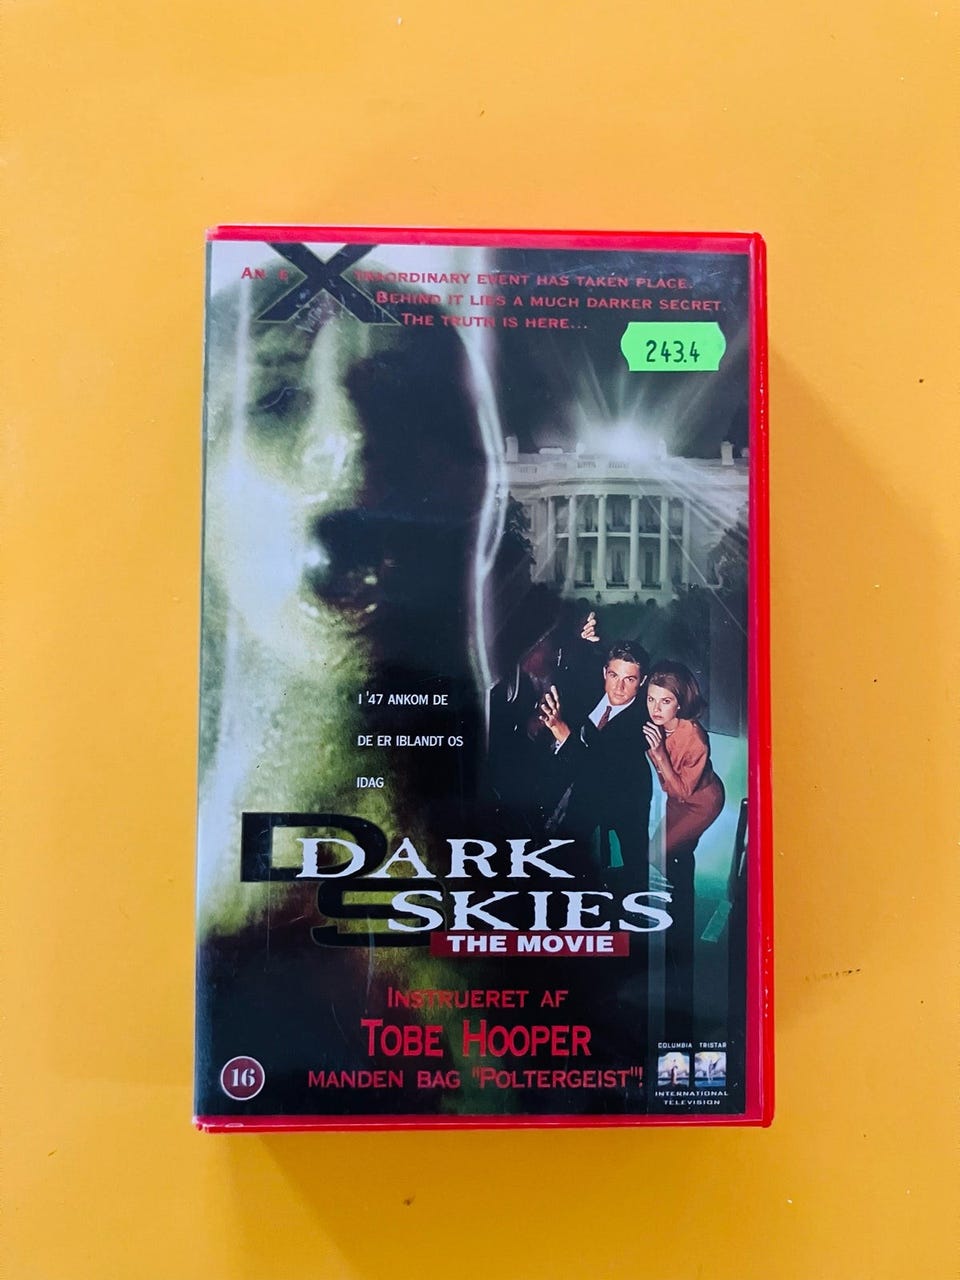 AN EXTRAORDINARY EVENT HAS TAKEN PLACE.
BEHIND IT LIES A MUCH DARKER SECRET.
THE TRUTH IS HERE...
243.4
I '47 ANKOM DE
DE ER IBLANDT OS
IDAG
DS
DARK
SKIES
THE MOVIE
INSTRUERET AF
TOBE HOOPER
MANDEN BAG "POLTERGEIST"!
16
COLUMBIA TRISTAR
INTERNATIONAL
TELEVISION